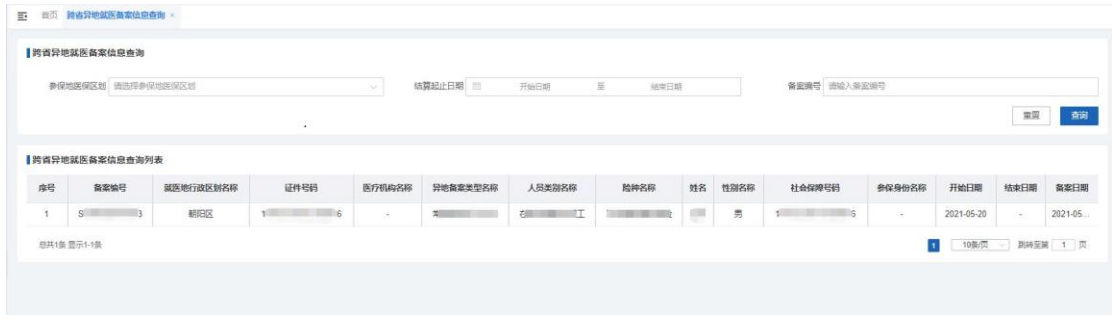 首页 跨省异地就医备案信息查询 ×
跨省异地就医备案信息查询
参保地医保区划 请选择参保地医保区划 结算起止日期 开始日期 至 结束日期 备案编号 请输入备案编号
重置 查询
跨省异地就医备案信息查询列表
序号 备案编号 就医地行政区划名称 证件号码 医疗机构名称 异地备案类型名称 人员类别名称 险种名称 姓名 性别名称 社会保障号码 参保身份名称 开始日期 结束日期 备案日期
1 S 3 朝阳区 1 6 - 工 男 1 6 - 2021-05-20 - 2021-05...
总共1条 显示1-1条 1 10条/页 跳转至第 1 页